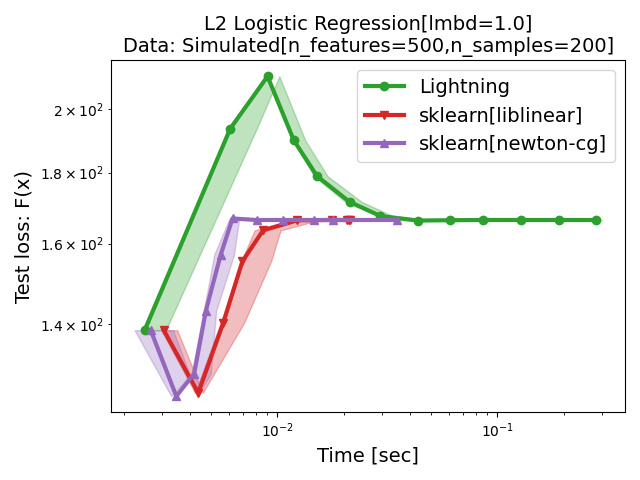 L2 Logistic Regression[lmbd=1.0]
Data: Simulated[n_features=500,n_samples=200]
Lightning
sklearn[liblinear]
sklearn[newton-cg]
Test loss: F(x)
2 × 10²
1.8 × 10²
1.6 × 10²
1.4 × 10²
10⁻²
10⁻¹
Time [sec]